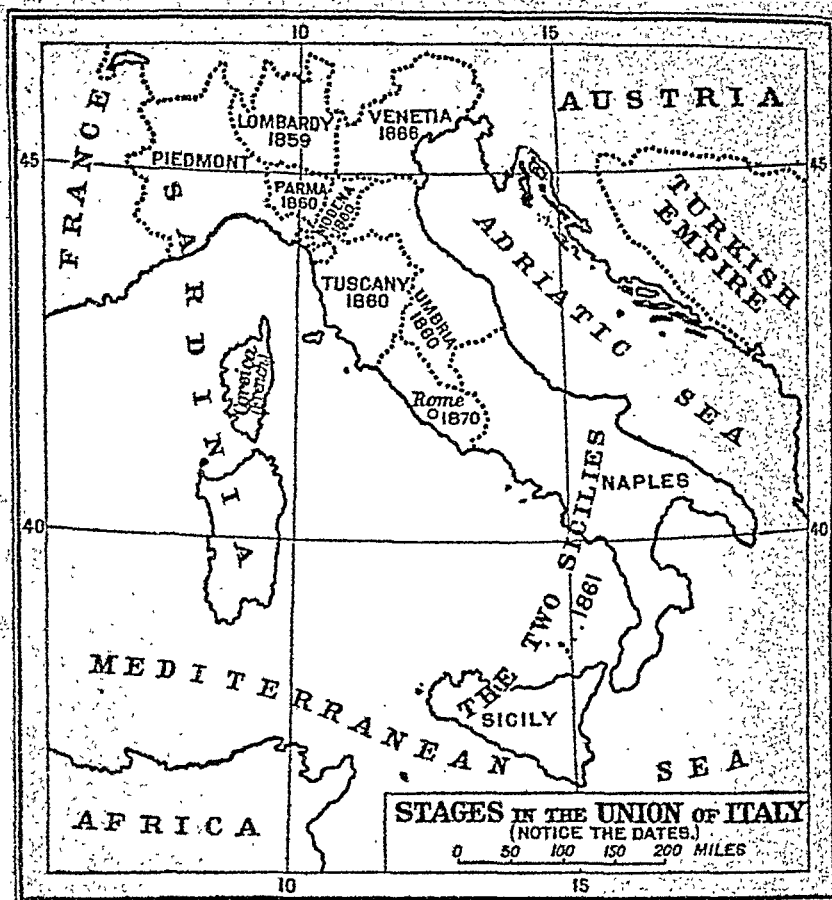 10 15
AUSTRIA
FRANCE
LOMBARDY
1859
VENETIA
1866
45 45
PIEDMONT
PARMA
1860
MODENA
1860
TURKISH
EMPIRE
ADRIATIC SEA
SARDINIA
TUSCANY
1860
UMBRIA
1860
Corsica
(French)
Rome
1870
NAPLES
40 40
THE TWO SICILIES
1861
MEDITERRANEAN SEA
SICILY
AFRICA
STAGES IN THE UNION OF ITALY
(NOTICE THE DATES.)
0 50 100 150 200 MILES
10 15